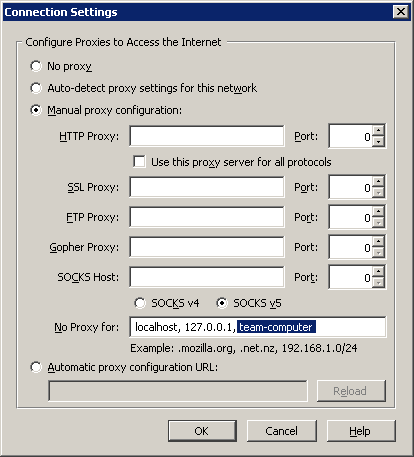 Connection Settings
Configure Proxies to Access the Internet
No proxy
Auto-detect proxy settings for this network
Manual proxy configuration:
HTTP Proxy: Port: 0
Use this proxy server for all protocols
SSL Proxy: Port: 0
FTP Proxy: Port: 0
Gopher Proxy: Port: 0
SOCKS Host: Port: 0
SOCKS v4 SOCKS v5
No Proxy for: localhost, 127.0.0.1, team-computer
Example: .mozilla.org, .net.nz, 192.168.1.0/24
Automatic proxy configuration URL:
Reload
OK Cancel Help